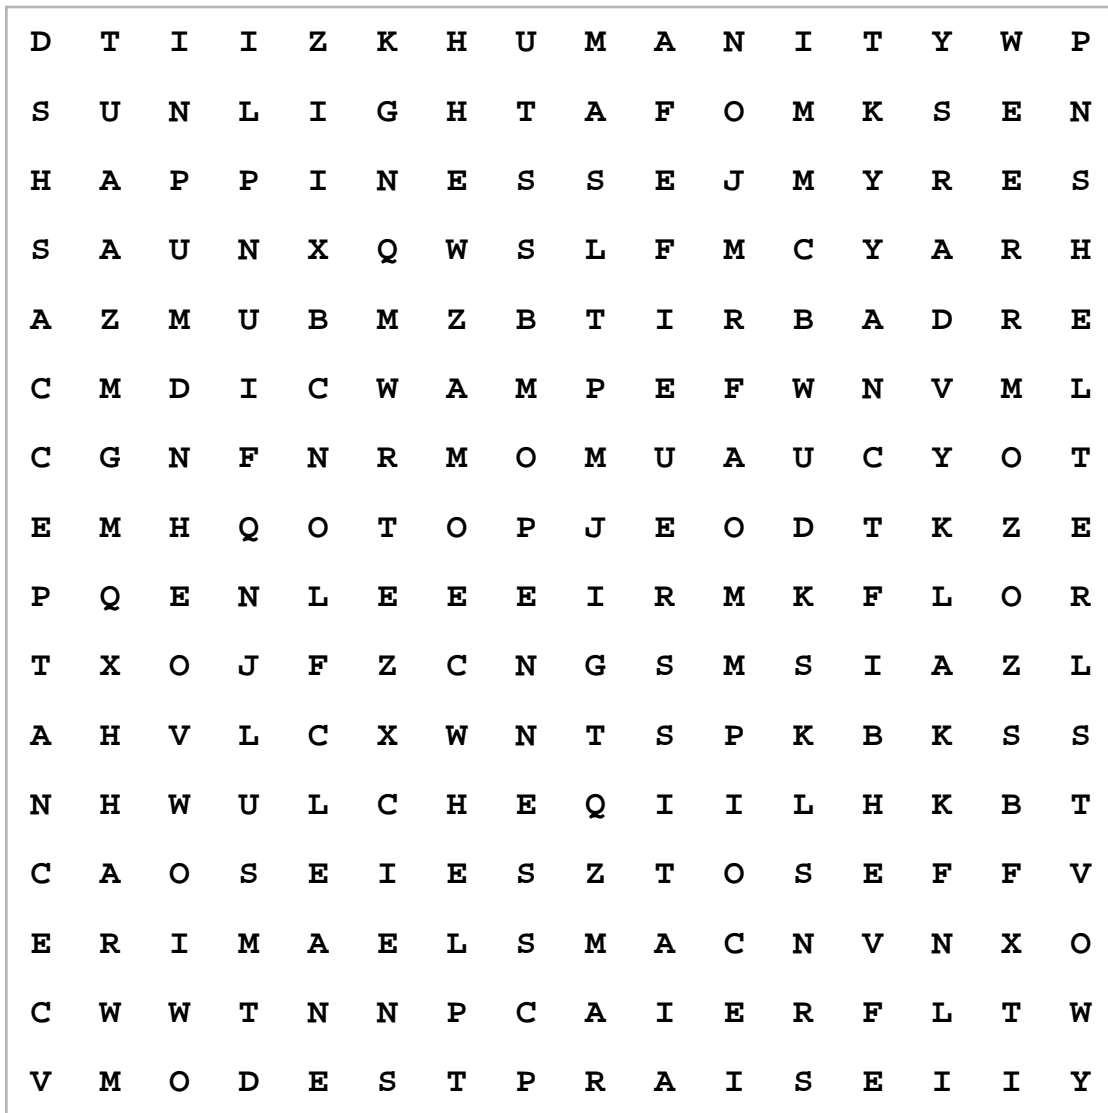 D T I I Z K H U M A N I T Y W P
S U N L I G H T A F O M K S E N
H A P P I N E S S E J M Y R E S
S A U N X Q W S L F M C Y A R H
A Z M U B M Z B T I R B A D R E
C M D I C W A M P E F W N V M L
C G N F N R M O M U A U C Y O T
E M H Q O T O P J E O D T K Z E
P Q E N L E E E I R M K F L O R
T X O J F Z C N G S M S I A Z L
A H V L C X W N T S P K B K S S
N H W U L C H E Q I I L H K B T
C A O S E I E S Z T O S E F F V
E R I M A E L S M A C N V N X O
C W W T N N P C A I E R F L T W
V M O D E S T P R A I S E I I Y